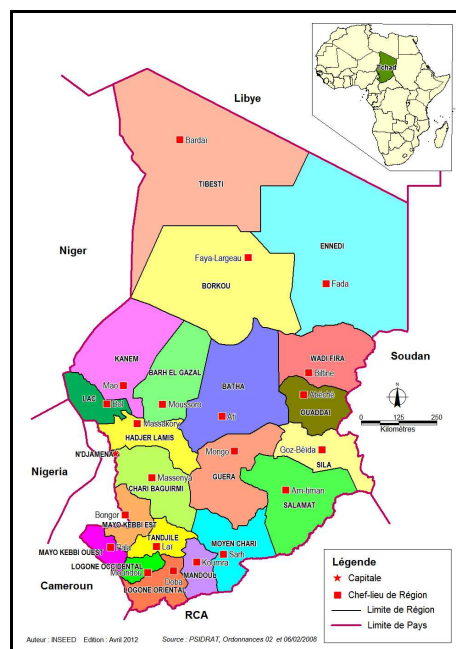 Tchad
Libye
Bardaï
TIBESTI
Niger
ENNEDI
Faya-Largeau
Fada
BORKOU
KANEM
BARH EL GAZAL
WADI FIRA
Soudan
Biltine
BATHA
Mao
LAC
Bol
Moussoro
Abéché
N
OUADDAI
Ati
Massakory
HADJER LAMIS
125
250
Kilomètres
Mongo
Goz-Béïda
N'DJAMENA
SILA
Nigeria
GUERA
Massenya
CHARI BAGUIRMI
Am-timan
SALAMAT
Bongor
MAYO-KEBBI EST
TANDJILE
MOYEN CHARI
Pala
Laï
MAYO KEBBI OUEST
Sarh
LOGONE OCCIDENTAL
Koumra
Moundou
Doba
MANDOUL
Cameroun
LOGONE ORIENTAL
RCA
Légende
Capitale
Chef-lieu de Région
Limite de Région
Limite de Pays
Auteur : INSEED Edition : Avril 2012 Source : PSIDRAT, Ordonnances 02 et 06/02/2008